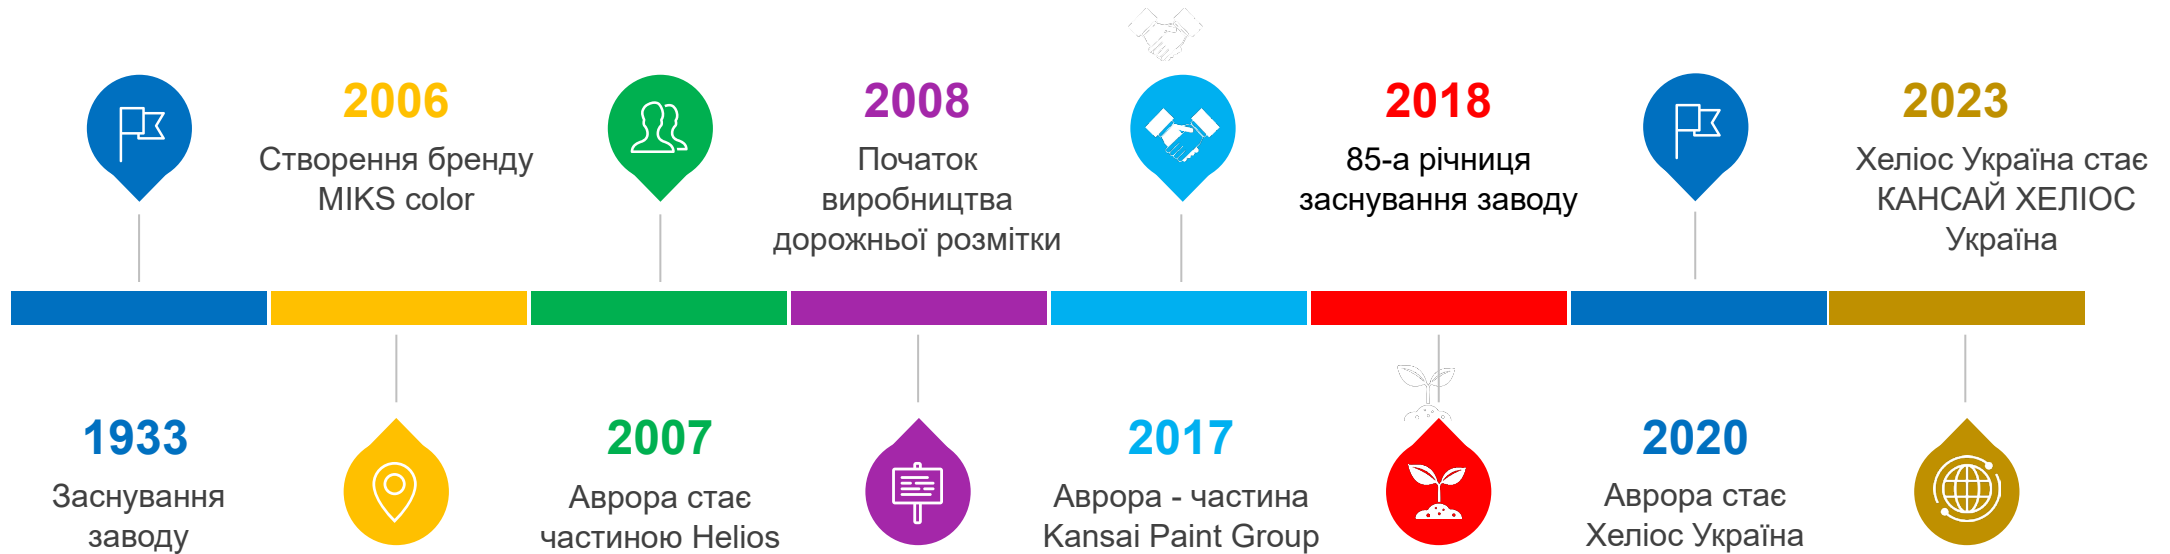 1933
Заснування
заводу
2006
Створення бренду
MIKS color
2007
Аврора стає
частиною Helios
2008
Початок
виробництва
дорожньої розмітки
2017
Аврора - частина
Kansai Paint Group
2018
85-а річниця
заснування заводу
2020
Аврора стає
Хеліос Україна
2023
Хеліос Україна стає
КАНСАЙ ХЕЛІОС
Україна